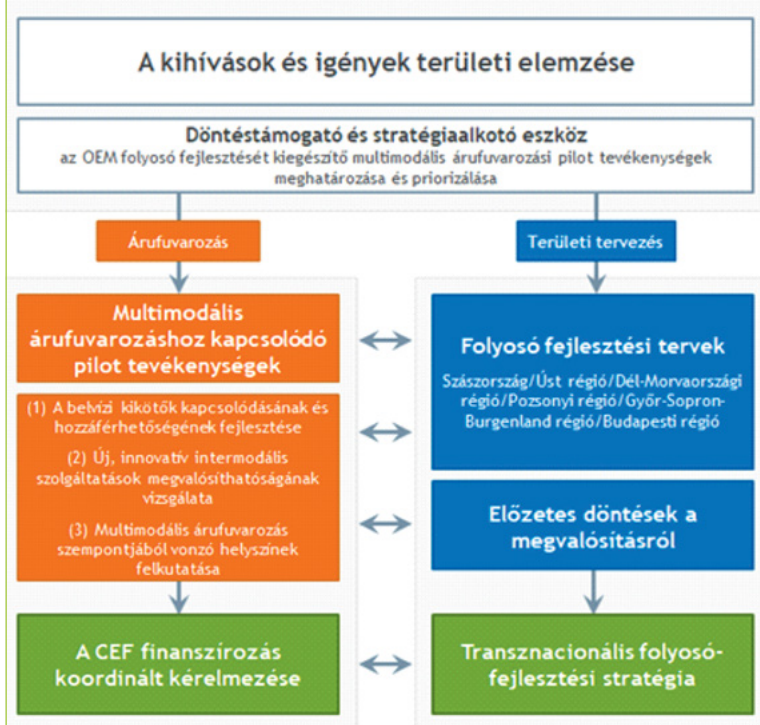 A kihívások és igények területi elemzése
Döntéstámogató és stratégiaalkotó eszköz
az OEM folyosó fejlesztését kiegészítő multimodális árufuvarozási pilot tevékenységek
meghatározása és priorizálása
Árufuvarozás
Területi tervezés
Multimodális
árufuvarozáshoz kapcsolódó
pilot tevékenységek
(1) A belvizi kikötők kapcsolódásának és
hozzáférhetőségének fejlesztése
(2) Új, innovatív intermodális
szolgáltatások megvalósíthatóságának
vizsgálata
(3) Multimodális árufuvarozás
szempontjából vonzó helyszínek
felkutatása
Folyosó fejlesztési tervek
Szászország/Úst régió/Dél-Morvaországi
régió/Pozsonyi régió/Győr-Sopron-
Burgenland régió/Budapesti régió
Előzetes döntések a
megvalósításról
A CEF finanszírozás
koordinált kérelmezése
Transznacionális folyosó-
fejlesztési stratégia